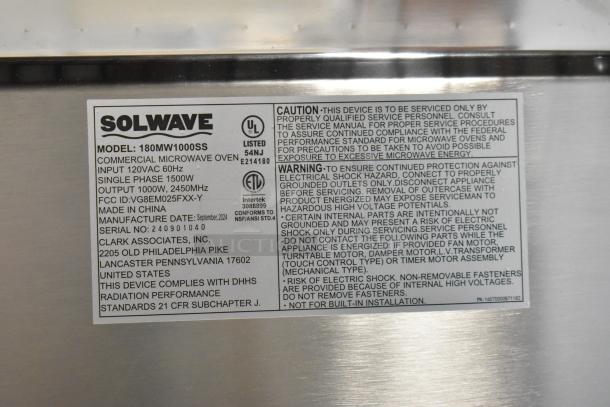 SOLWAVE
MODEL: 180MW1000SS
COMMERCIAL MICROWAVE OVEN
INPUT 120VAC 60Hz
SINGLE PHASE 1500W
OUTPUT 1000W, 2450MHz
FCC ID:VG8EM025FXX-Y
MADE IN CHINA
MANUFACTURE DATE: September, 2024
SERIAL NO: 240901040
CLARK ASSOCIATES, INC.
2205 OLD PHILADELPHIA PIKE
LANCASTER PENNSYLVANIA 17602
UNITED STATES
THIS DEVICE COMPLIES WITH DHHS
RADIATION PERFORMANCE
STANDARDS 21 CFR SUBCHAPTER J.
UL
LISTED
54NJ
E214180
ETL
Intertek
3088899
CONFORMS TO
NSF/ANSI STD.4
CAUTION •THIS DEVICE IS TO BE SERVICED ONLY BY
PROPERLY QUALIFIED SERVICE PERSONNEL. CONSULT
THE SERVICE MANUAL FOR PROPER SERVICE PROCEDURES
TO ASSURE CONTINUED COMPLIANCE WITH THE FEDERAL
PERFORMANCE STANDARD FOR MICROWAVE OVENS AND
FOR PRECAUTIONS TO BE TAKEN TO AVOID POSSIBLE
EXPOSURE TO EXCESSIVE MICROWAVE ENERGY.
WARNING•TO ENSURE CONTINUED PROTECTION AGAINST
ELECTRICAL SHOCK HAZARD, CONNECT TO PROPERLY
GROUNDED OUTLETS ONLY.DISCONNECT APPLIANCE
BEFORE SERVICING. REMOVAL OF OUTERCASE WITH
PRODUCT ENERGIZED MAY EXPOSE SERVICEMAN TO
HAZARDOUS HIGH VOLTAGE POTENTIALS.
• CERTAIN INTERNAL PARTS ARE INTENTIONALLY NOT
GROUNDED AND MAY PRESENT A RISK OF ELECTRIC
SHOCK ONLY DURING SERVICING.SERVICE PERSONNEL
-DO NOT CONTACT THE FOLLOWING PARTS WHILE THE
APPLIANCE IS ENERGIZED: IF PROVIDED FAN MOTOR,
TURNTABLE MOTOR, DAMPER MOTOR,L.V.TRANSFORMER
(TOUCH CONTROL TYPE) OR TIMER MOTOR ASSEMBLY
(MECHANICAL TYPE).
• RISK OF ELECTRIC SHOCK, NON-REMOVABLE FASTENERS
ARE PROVIDED BECAUSE OF INTERNAL HIGH VOLTAGES.
DO NOT REMOVE FASTENERS.
• NOT FOR BUILT-IN INSTALLATION.